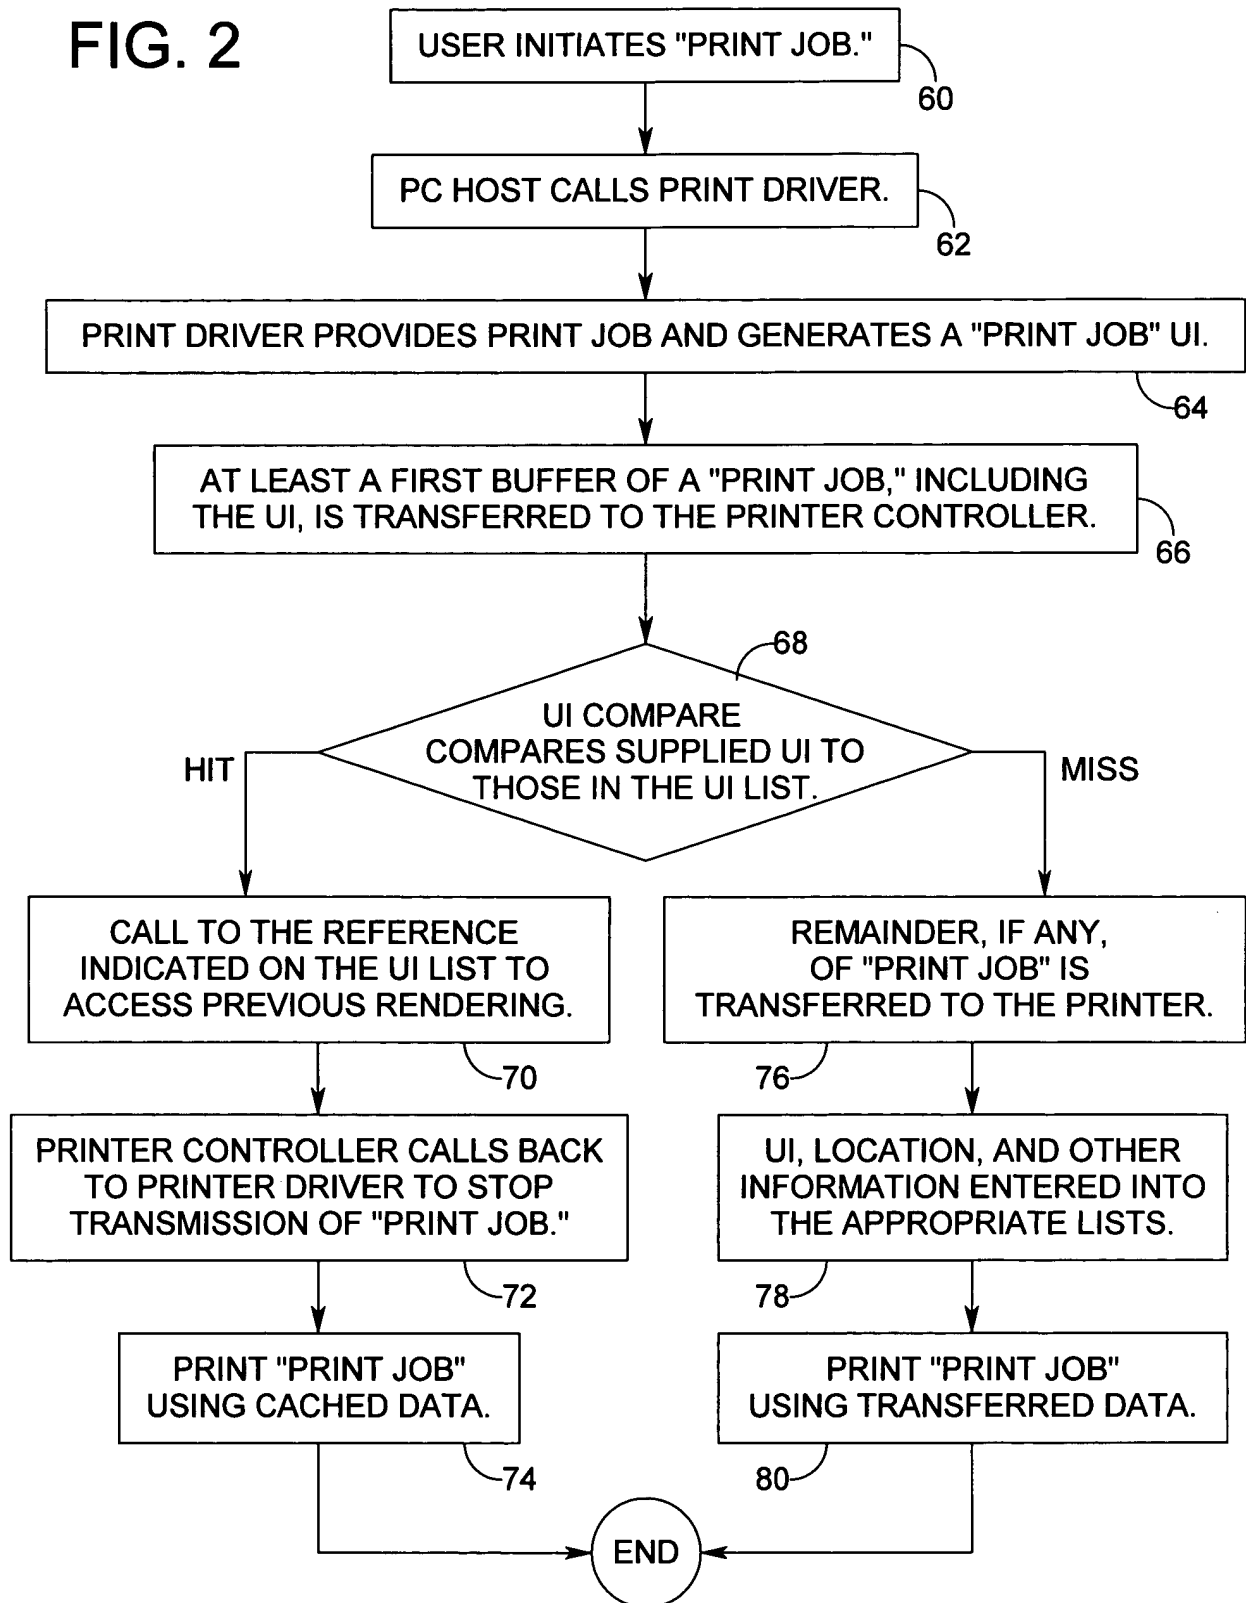 FIG. 2
USER INITIATES "PRINT JOB."
60
PC HOST CALLS PRINT DRIVER.
62
PRINT DRIVER PROVIDES PRINT JOB AND GENERATES A "PRINT JOB" UI.
64
AT LEAST A FIRST BUFFER OF A "PRINT JOB," INCLUDING
THE UI, IS TRANSFERRED TO THE PRINTER CONTROLLER.
66
68
UI COMPARE
COMPARES SUPPLIED UI TO
THOSE IN THE UI LIST.
HIT
MISS
CALL TO THE REFERENCE
INDICATED ON THE UI LIST TO
ACCESS PREVIOUS RENDERING.
70
REMAINDER, IF ANY,
OF "PRINT JOB" IS
TRANSFERRED TO THE PRINTER.
76
PRINTER CONTROLLER CALLS BACK
TO PRINTER DRIVER TO STOP
TRANSMISSION OF "PRINT JOB."
72
UI, LOCATION, AND OTHER
INFORMATION ENTERED INTO
THE APPROPRIATE LISTS.
78
PRINT "PRINT JOB"
USING CACHED DATA.
74
PRINT "PRINT JOB"
USING TRANSFERRED DATA.
80
END